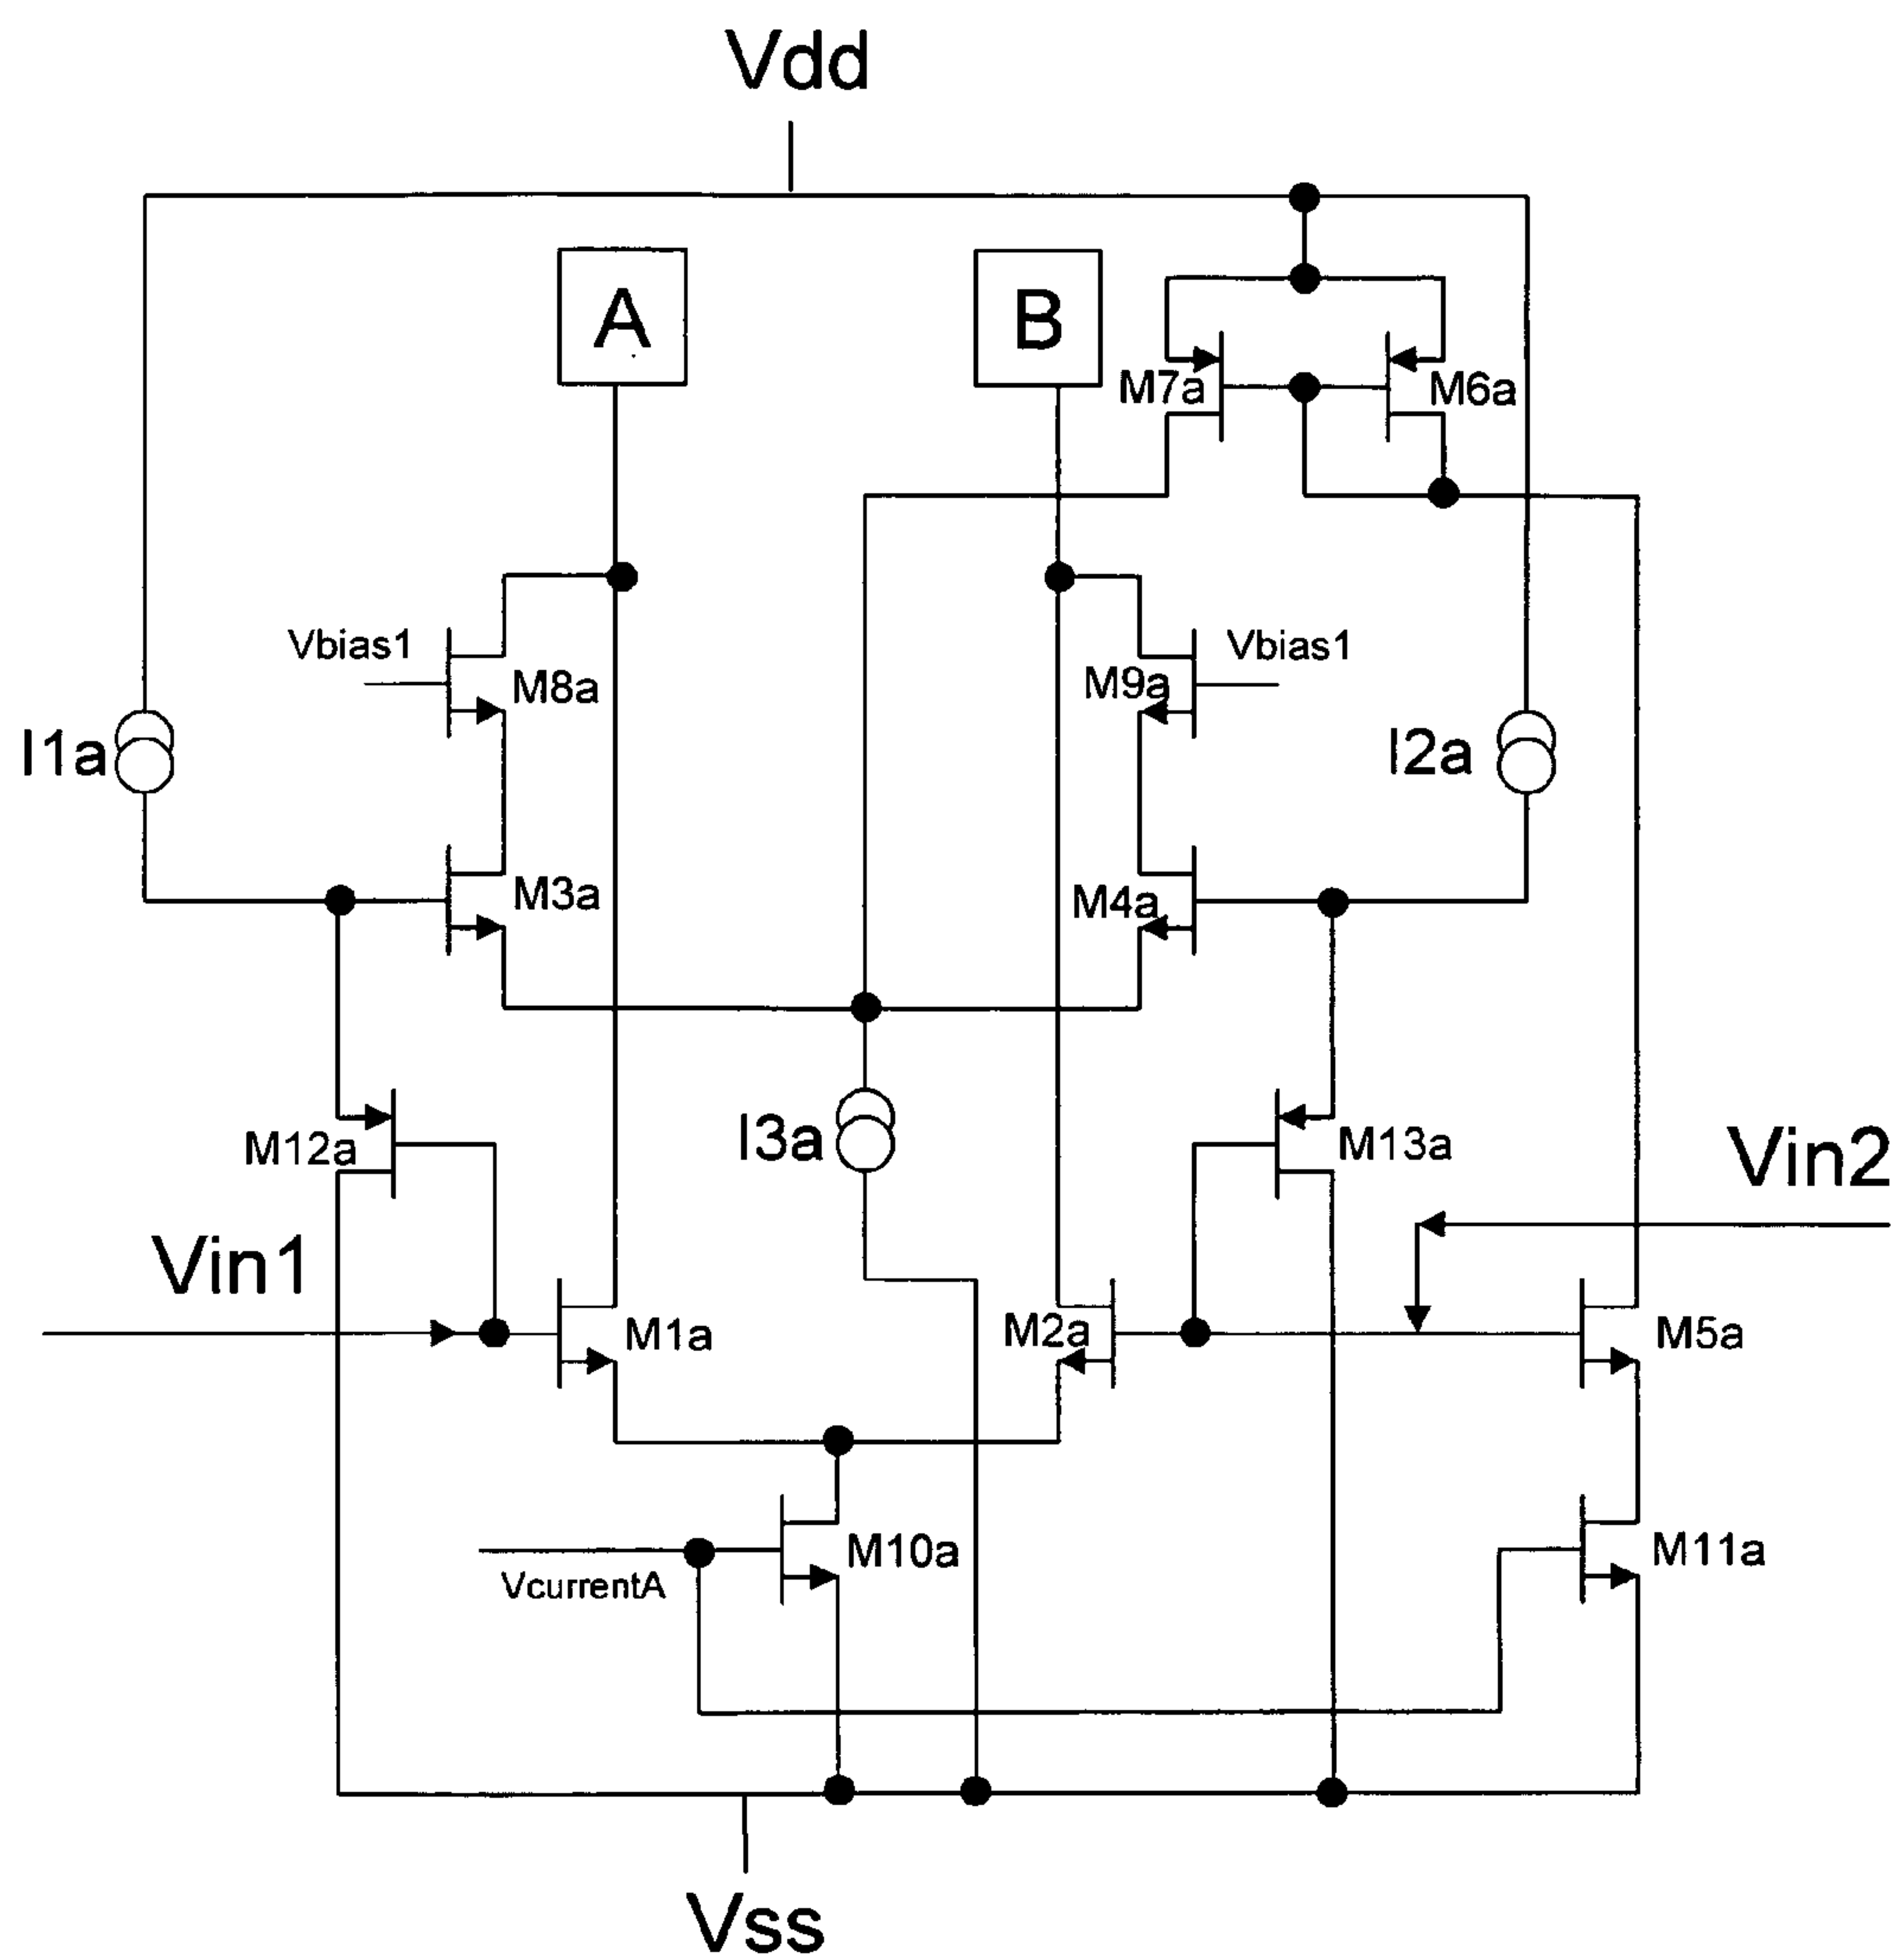 Vdd
A
B
M7a
M6a
Vbias1
Vbias1
M8a
M9a
I1a
I2a
M3a
M4a
M12a
I3a
M13a
Vin2
Vin1
M1a
M2a
M5a
M10a
M11a
VcurrentA
Vss